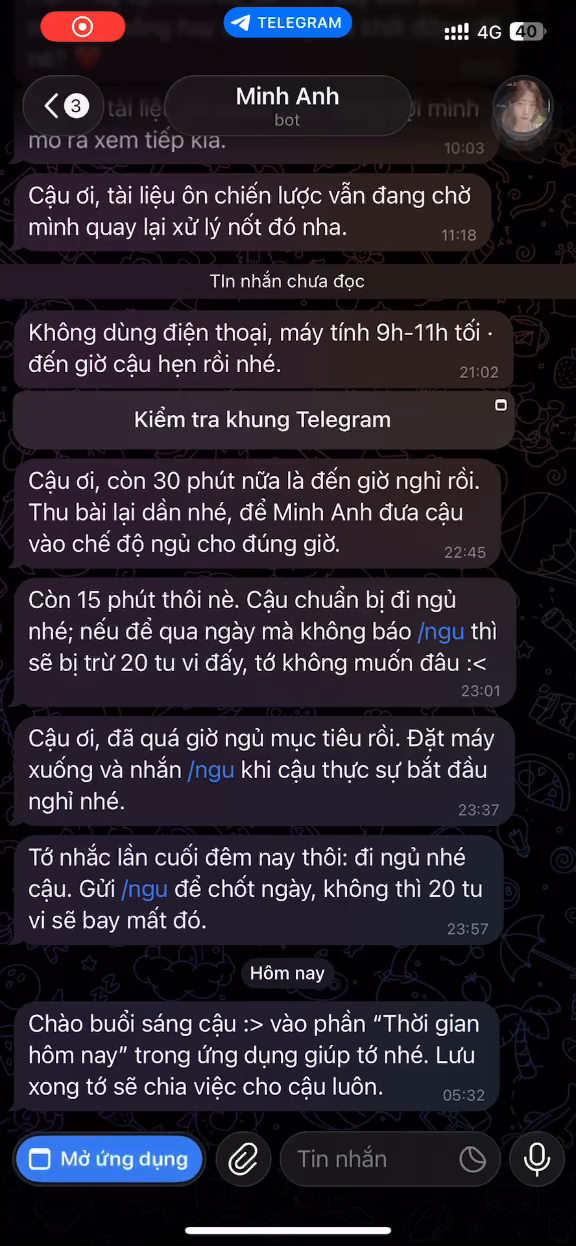 TELEGRAM
4G
40
3
Minh Anh
bot
tài liệu
mình
mở ra xem tiếp kìa.
10:03
Cậu ơi, tài liệu ôn chiến lược vẫn đang chờ
mình quay lại xử lý nốt đó nha.
11:18
TIn nhắn chưa đọc
Không dùng điện thoại, máy tính 9h-11h tối ·
đến giờ cậu hẹn rồi nhé.
21:02
Kiểm tra khung Telegram
Cậu ơi, còn 30 phút nữa là đến giờ nghỉ rồi.
Thu bài lại dần nhé, để Minh Anh đưa cậu
vào chế độ ngủ cho đúng giờ.
22:45
Còn 15 phút thôi nè. Cậu chuẩn bị đi ngủ
nhé; nếu để qua ngày mà không báo /ngu thì
sẽ bị trừ 20 tu vi đấy, tớ không muốn đâu :<
23:01
Cậu ơi, đã quá giờ ngủ mục tiêu rồi. Đặt máy
xuống và nhắn /ngu khi cậu thực sự bắt đầu
nghỉ nhé.
23:37
Tớ nhắc lần cuối đêm nay thôi: đi ngủ nhé
cậu. Gửi /ngu để chốt ngày, không thì 20 tu
vi sẽ bay mất đó.
23:57
Hôm nay
Chào buổi sáng cậu :> vào phần “Thời gian
hôm nay” trong ứng dụng giúp tớ nhé. Lưu
xong tớ sẽ chia việc cho cậu luôn.
05:32
Mở ứng dụng
Tin nhắn